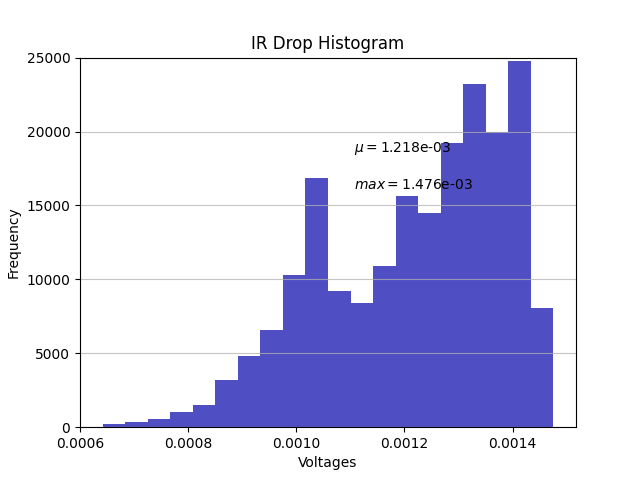 IR Drop Histogram
25000
20000
15000
10000
5000
0
Frequency
μ = 1.218e-03
max = 1.476e-03
0.0006 0.0008 0.0010 0.0012 0.0014
Voltages